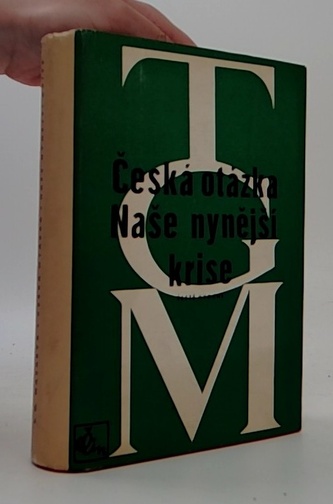 T
G
M
Česká otázka
Naše nynější
krise